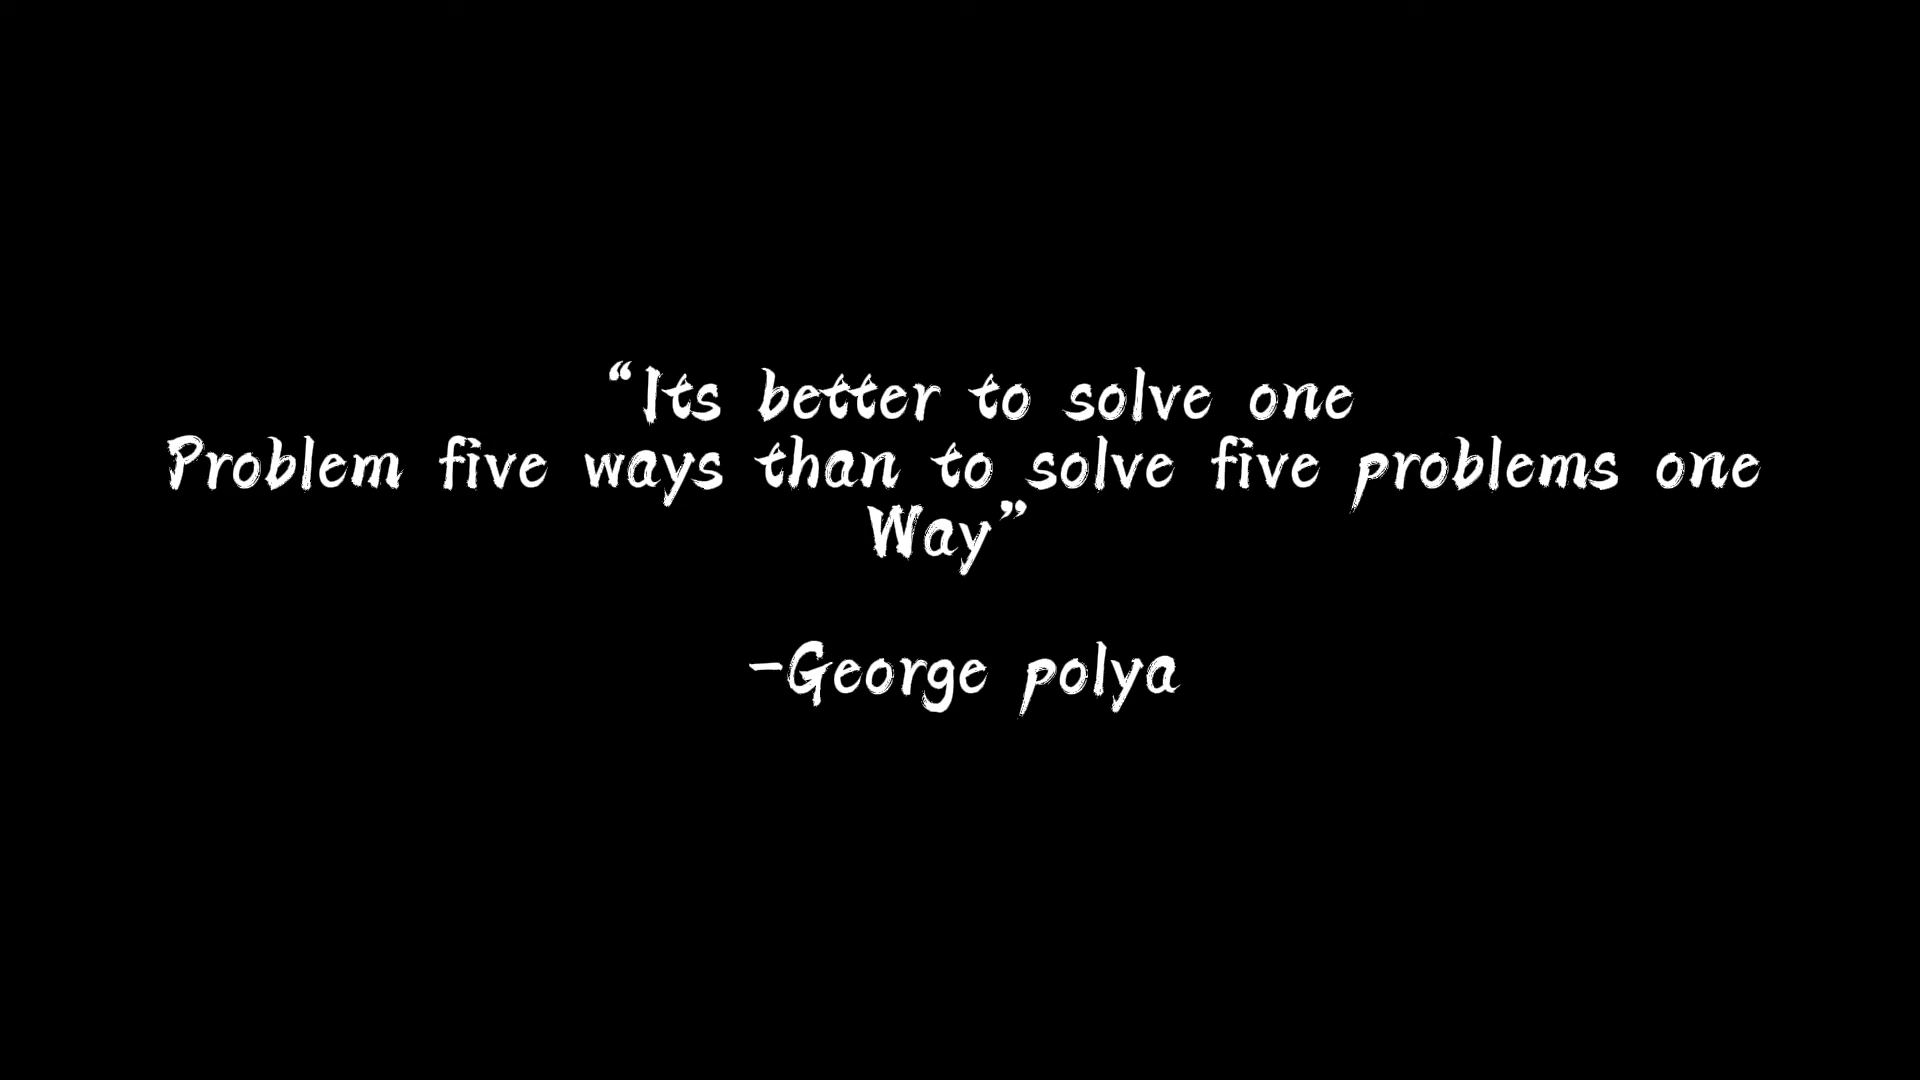 “Its better to solve one
Problem five ways than to solve five problems one
Way”
-George polya